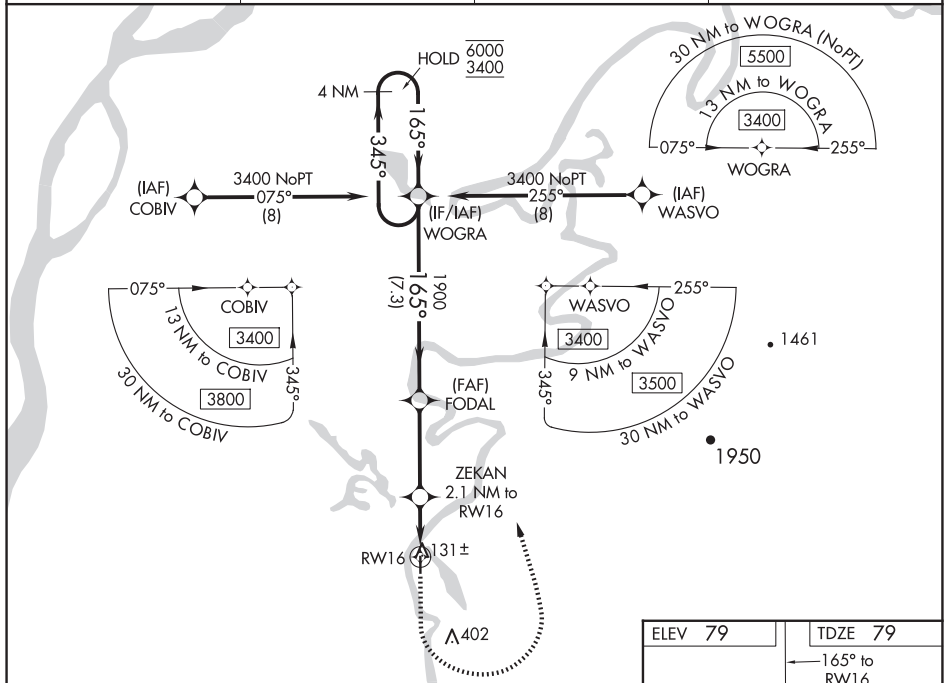 HOLD 6000
3400
4 NM
165°
345°
30 NM to WOGRA (NoPT)
5500
13 NM to WOGRA
3400
075°
255°
WOGRA
(IAF)
COBIV
3400 NoPT
075°
(8)
(IF/IAF)
WOGRA
3400 NoPT
255°
(8)
(IAF)
WASVO
1900
165°
(7.3)
075°
COBIV
3400
13 NM to COBIV
345°
3800
30 NM to COBIV
WASVO
255°
3400
9 NM to WASVO
345°
3500
30 NM to WASVO
1461
1950
(FAF)
FODAL
ZEKAN
2.1 NM to
RW16
RW16
131±
402
ELEV 79
TDZE 79
165° to
RW16